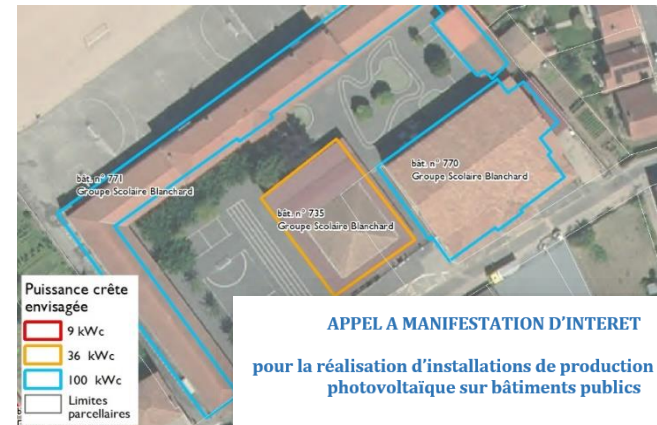 bât. n° 771
Groupe Scolaire Blanchard
bât. n° 770
Groupe Scolaire Blanchard
bât. n° 735
Groupe Scolaire Blanchard
Puissance crête
envisagée
9 kWc
36 kWc
100 kWc
Limites
parcellaires
APPEL A MANIFESTATION D'INTERET
pour la réalisation d'installations de production
photovoltaïque sur bâtiments publics